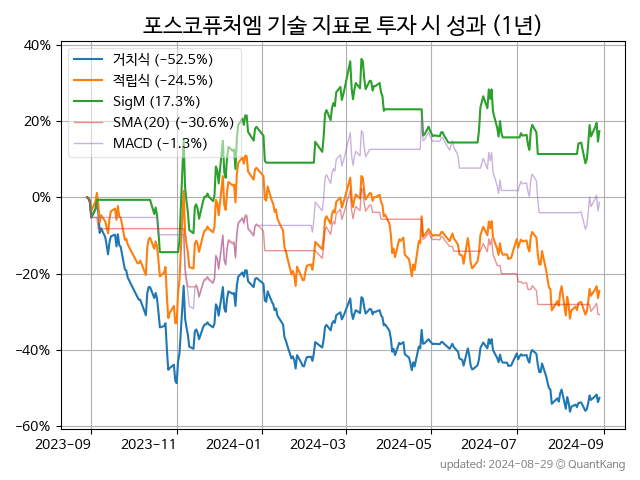 포스코퓨처엠 기술 지표로 투자 시 성과 (1년)
40%
20%
0%
−20%
−40%
−60%
거치식 (−52.5%)
적립식 (−24.5%)
SigM (17.3%)
SMA(20) (−30.6%)
MACD (−1.3%)
2023-09 2023-11 2024-01 2024-03 2024-05 2024-07 2024-09
updated: 2024-08-29 © QuantKang